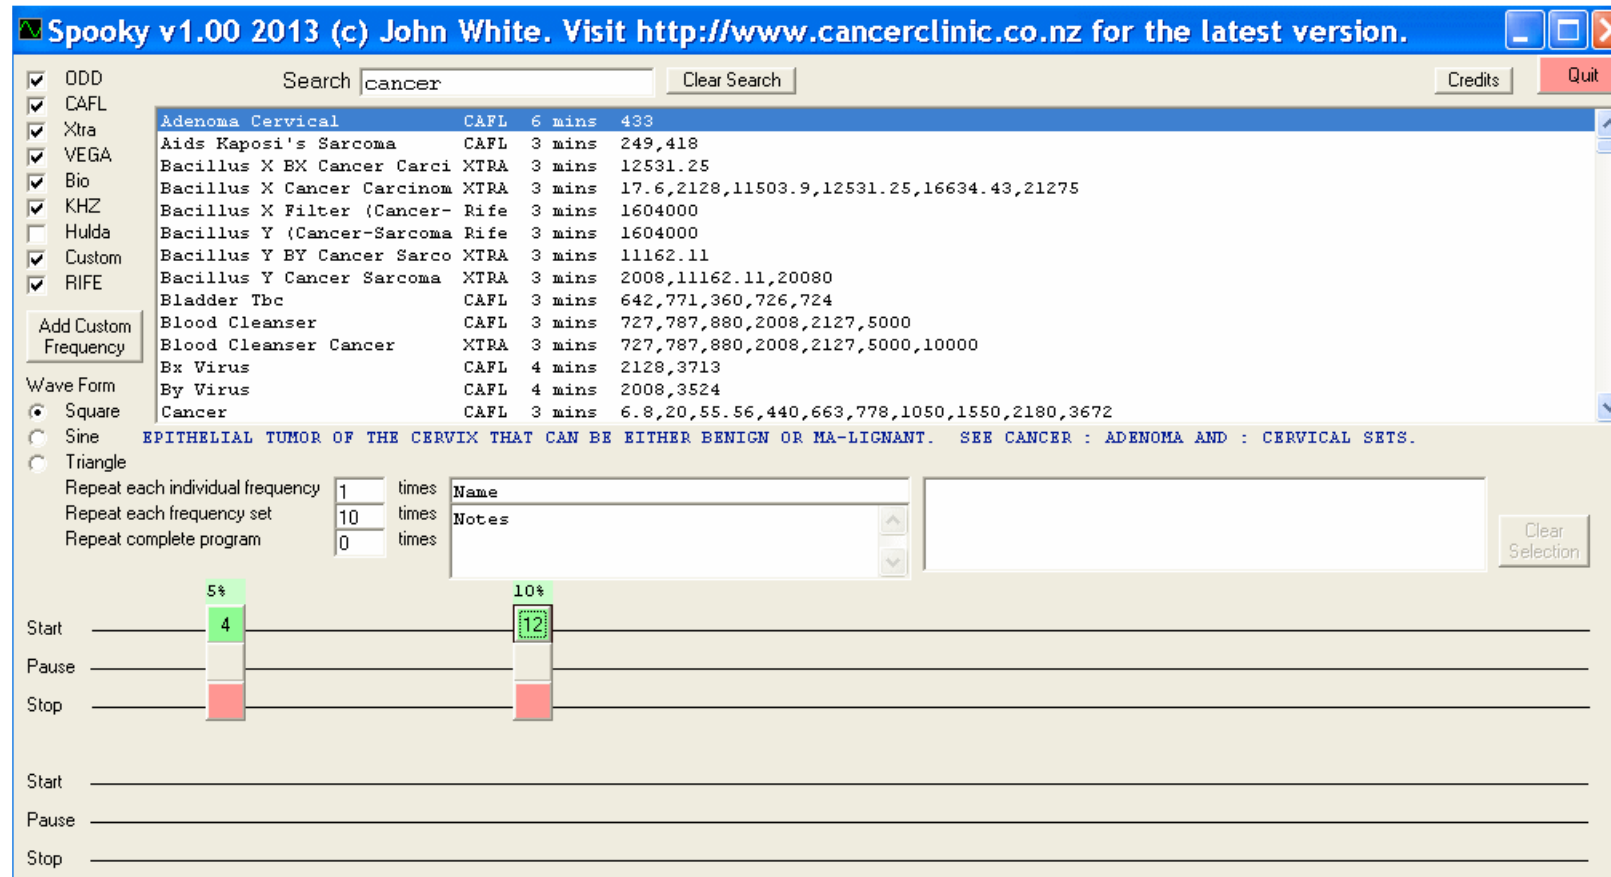 Spooky v1.00 2013 (c) John White. Visit http://www.cancerclinic.co.nz for the latest version.
ODD
Search cancer Clear Search Credits Quit
CAFL
Xtra
VEGA
Bio
KHZ
Hulda
Custom
RIFE
Adenoma Cervical CAFL 6 mins 433
Aids Kaposi's Sarcoma CAFL 3 mins 249,418
Bacillus X BX Cancer Carci XTRA 3 mins 12531.25
Bacillus X Cancer Carcinom XTRA 3 mins 17.6,2128,11503.9,12531.25,16634.43,21275
Bacillus X Filter (Cancer- Rife 3 mins 1604000
Bacillus Y (Cancer-Sarcoma Rife 3 mins 1604000
Bacillus Y BY Cancer Sarco XTRA 3 mins 11162.11
Bacillus Y Cancer Sarcoma XTRA 3 mins 2008,11162.11,20080
Bladder Tbc CAFL 3 mins 642,771,360,726,724
Blood Cleanser CAFL 3 mins 727,787,880,2008,2127,5000
Blood Cleanser Cancer XTRA 3 mins 727,787,880,2008,2127,5000,10000
Bx Virus CAFL 4 mins 2128,3713
By Virus CAFL 4 mins 2008,3524
Cancer CAFL 3 mins 6.8,20,55.56,440,663,778,1050,1550,2180,3672
Add Custom
Frequency
Wave Form
Square
Sine
Triangle
EPITHELIAL TUMOR OF THE CERVIX THAT CAN BE EITHER BENIGN OR MA-LIGNANT. SEE CANCER : ADENOMA AND : CERVICAL SETS.
Repeat each individual frequency 1 times
Repeat each frequency set 10 times
Repeat complete program 0 times
Name
Notes
Clear
Selection
5% 10%
Start 4 12
Pause
Stop
Start
Pause
Stop